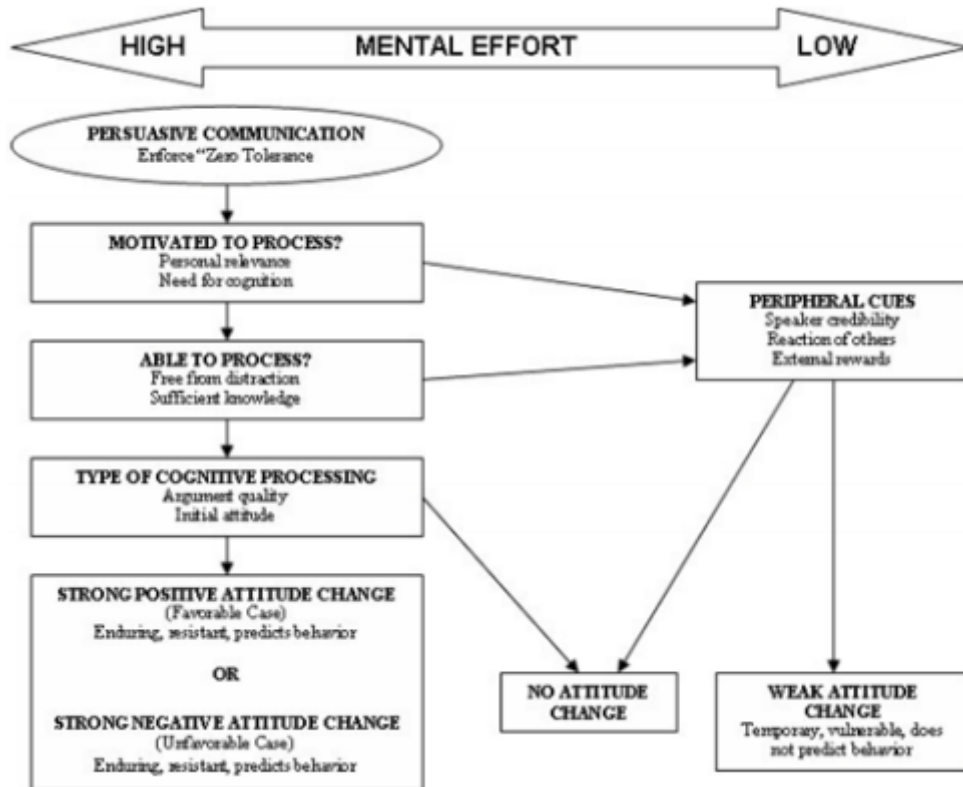 HIGH MENTAL EFFORT LOW
PERSUASIVE COMMUNICATION
Enforce "Zero Tolerance
MOTIVATED TO PROCESS?
Personal relevance
Need for cognition
PERIPHERAL CUES
Speaker credibility
Reaction of others
External rewards
ABLE TO PROCESS?
Free from distraction
Sufficient knowledge
TYPE OF COGNITIVE PROCESSING
Argument quality
Initial attitude
STRONG POSITIVE ATTITUDE CHANGE
(Favorable Case)
Enduring, resistant, predicts behavior
OR
STRONG NEGATIVE ATTITUDE CHANGE
(Unfavorable Case)
Enduring, resistant, predicts behavior
NO ATTITUDE
CHANGE
WEAK ATTITUDE
CHANGE
Temporary, vulnerable, does
not predict behavior